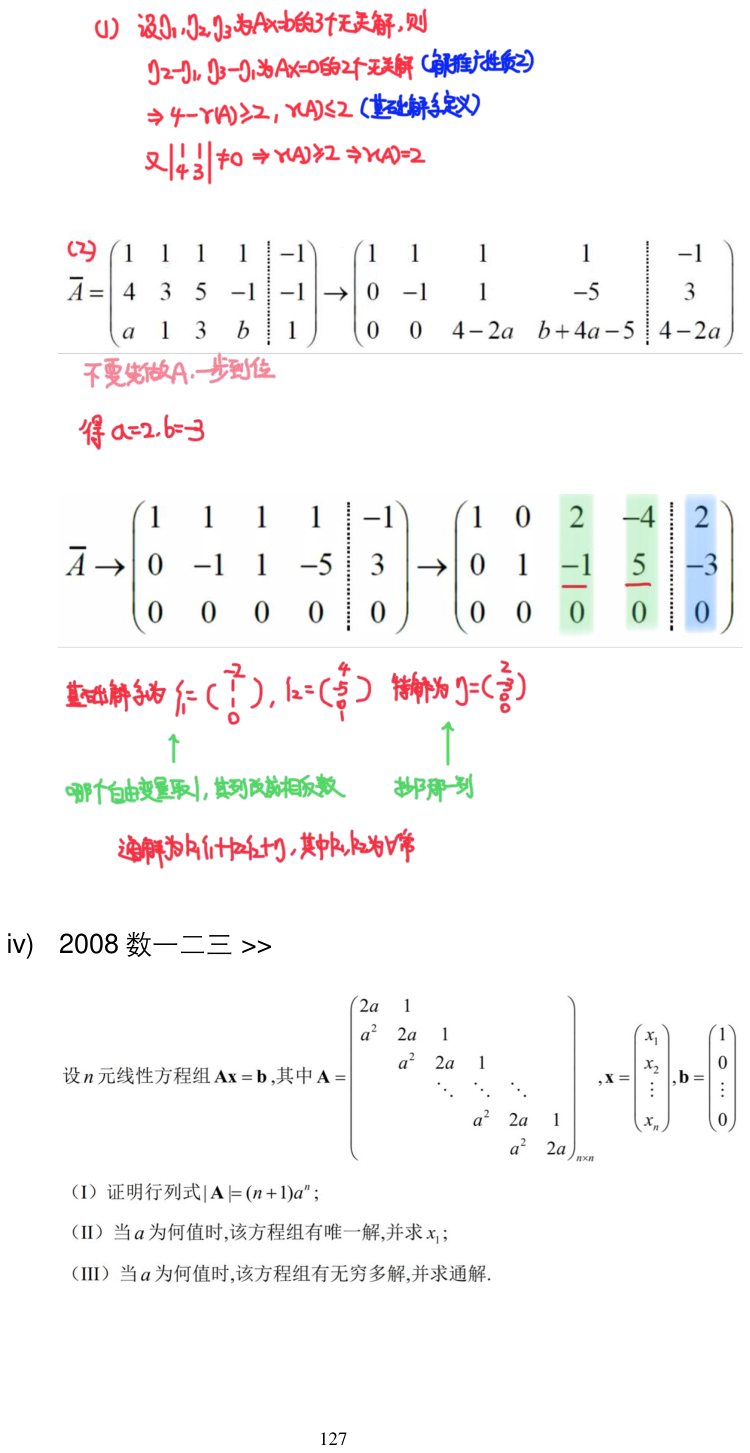 (1) 设η₁,η₂,η₃为Ax=b的3个无关解,则
η₂-η₁, η₃-η₁为Ax=0的2个无关解 (解推广性质2)
⇒ 4-r(A)≥2, r(A)≤2 (基础解系定义)
又 |1 1; 4 3| ≠0 ⇒ r(A)≥2 ⇒ r(A)=2
(2) A̅ = (1 1 1 1 ⋮ -1; 4 3 5 -1 ⋮ -1; a 1 3 b ⋮ 1) → (1 1 1 1 ⋮ -1; 0 -1 1 -5 ⋮ 3; 0 0 4-2a b+4a-5 ⋮ 4-2a)
不要先做A.一步到位
得 a=2.b=-3
A̅ → (1 1 1 1 ⋮ -1; 0 -1 1 -5 ⋮ 3; 0 0 0 0 ⋮ 0) → (1 0 2 -4 ⋮ 2; 0 1 -1 5 ⋮ -3; 0 0 0 0 ⋮ 0)
基础解系为 ξ₁=(-2 1 1 0), ξ₂=(4 -5 0 1) 特解为 η=(2 -3 0 0)
↑ ↑
哪个自由变量取1, 其列改前相反数 抄下那一列
通解为k₁ξ₁+k₂ξ₂+η, 其中k₁,k₂为∀常
iv) 2008 数一二三 >>
设 n 元线性方程组 Ax = b ,其中 A = (2a 1; a² 2a 1; a² 2a 1; ⋱ ⋱ ⋱; a² 2a 1; a² 2a)ₙ×ₙ , x = (x₁ x₂ ⋮ xₙ) , b = (1 0 ⋮ 0)
（I）证明行列式 | A |= (n+1)aⁿ ;
（II）当 a 为何值时,该方程组有唯一解,并求 x₁ ;
（III）当 a 为何值时,该方程组有无穷多解,并求通解.
127